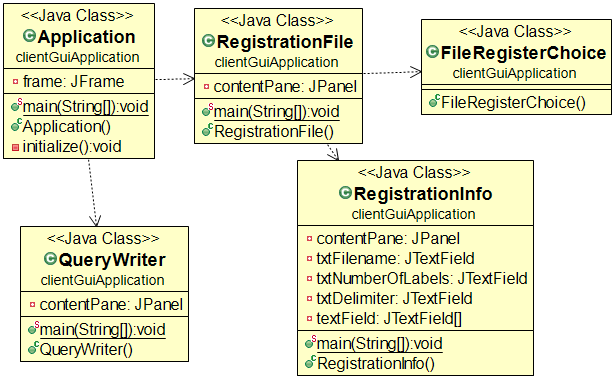 <<Java Class>>
Application
clientGuiApplication
frame: JFrame
main(String[]):void
Application()
initialize():void
<<Java Class>>
RegistrationFile
clientGuiApplication
contentPane: JPanel
main(String[]):void
RegistrationFile()
<<Java Class>>
FileRegisterChoice
clientGuiApplication
FileRegisterChoice()
<<Java Class>>
QueryWriter
clientGuiApplication
contentPane: JPanel
main(String[]):void
QueryWriter()
<<Java Class>>
RegistrationInfo
clientGuiApplication
contentPane: JPanel
txtFilename: JTextField
txtNumberOfLabels: JTextField
txtDelimiter: JTextField
textField: JTextField[]
main(String[]):void
RegistrationInfo()